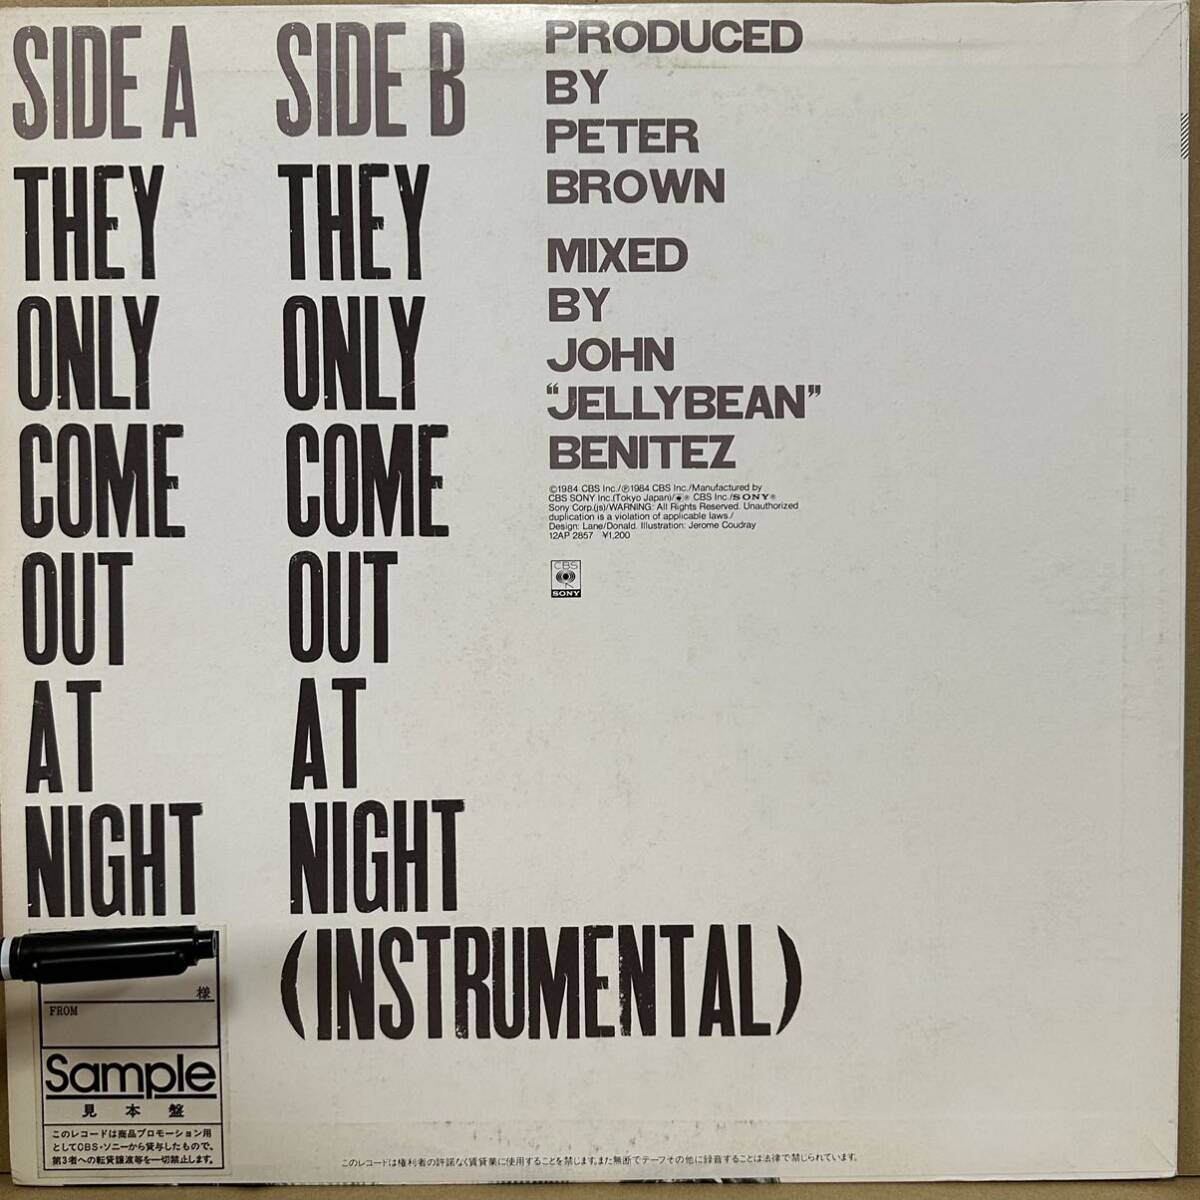 SIDE A
THEY
ONLY
COME
OUT
AT
NIGHT
SIDE B
THEY
ONLY
COME
OUT
AT
NIGHT
(INSTRUMENTAL)
PRODUCED
BY
PETER
BROWN
MIXED
BY
JOHN
“JELLYBEAN”
BENITEZ
©1984 CBS Inc./℗1984 CBS Inc./Manufactured by
CBS SONY Inc.(Tokyo Japan)/® CBS Inc./SONY®
Sony Corp.(js)/WARNING: All Rights Reserved. Unauthorized
duplication is a violation of applicable laws./
Design: Lane/Donald. Illustration: Jerome Coudray
12AP 2857 ¥1,200
CBS
SONY
様
FROM
Sample
見本盤
このレコードは商品プロモーション用
としてCBS・ソニーから貸与したもので、
第3者への転貸譲渡等を一切禁止します。
このレコードは権利者の許諾なく賃貸業に使用することを禁じます。また無断でテープその他に録音することは法律で禁じられています。